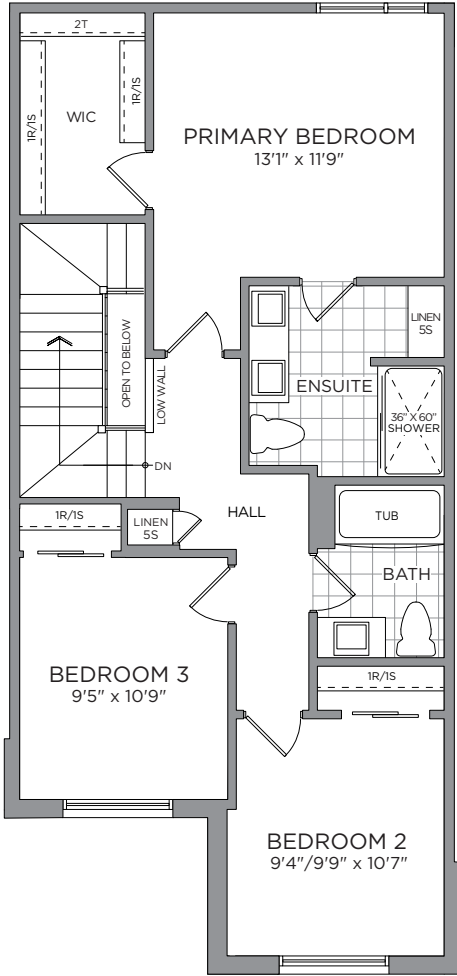 2T
1R/1S
WIC
1R/1S
PRIMARY BEDROOM
13'1" x 11'9"
OPEN TO BELOW
LOW WALL
DN
LINEN
5S
ENSUITE
36" X 60"
SHOWER
HALL
1R/1S
LINEN
5S
TUB
BATH
BEDROOM 3
9'5" x 10'9"
1R/1S
BEDROOM 2
9'4"/9'9" x 10'7"